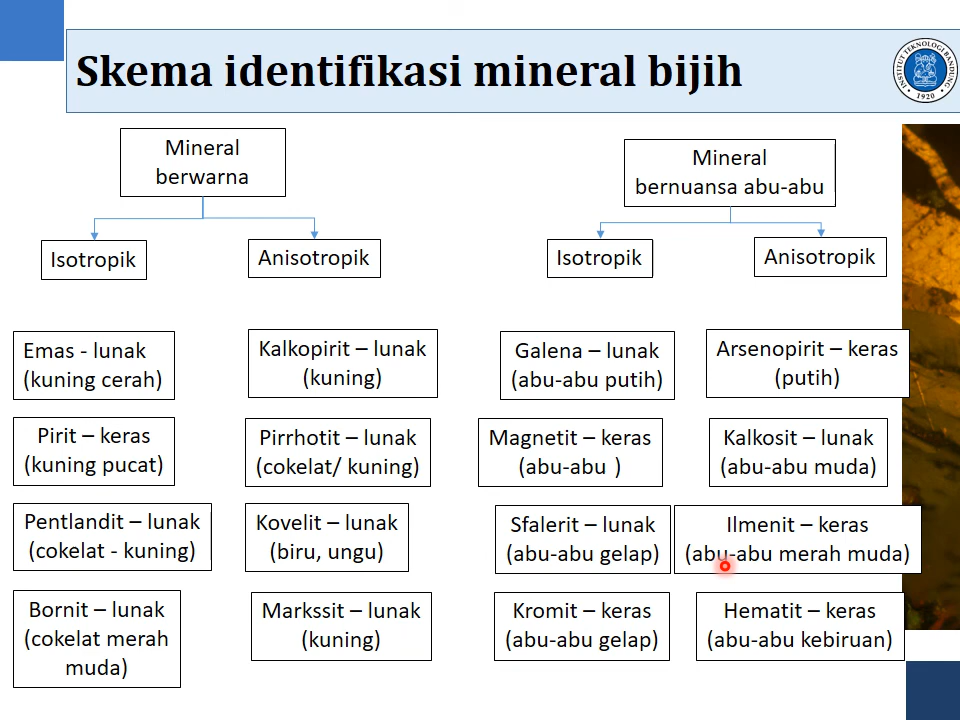 Skema identifikasi mineral bijih
INSTITUT TEKNOLOGI BANDUNG
1920
Mineral
berwarna
Isotropik
Anisotropik
Emas - lunak
(kuning cerah)
Pirit – keras
(kuning pucat)
Pentlandit – lunak
(cokelat - kuning)
Bornit – lunak
(cokelat merah
muda)
Kalkopirit – lunak
(kuning)
Pirrhotit – lunak
(cokelat/ kuning)
Kovelit – lunak
(biru, ungu)
Markssit – lunak
(kuning)
Mineral
bernuansa abu-abu
Isotropik
Anisotropik
Galena – lunak
(abu-abu putih)
Magnetit – keras
(abu-abu )
Sfalerit – lunak
(abu-abu gelap)
Kromit – keras
(abu-abu gelap)
Arsenopirit – keras
(putih)
Kalkosit – lunak
(abu-abu muda)
Ilmenit – keras
(abu-abu merah muda)
Hematit – keras
(abu-abu kebiruan)